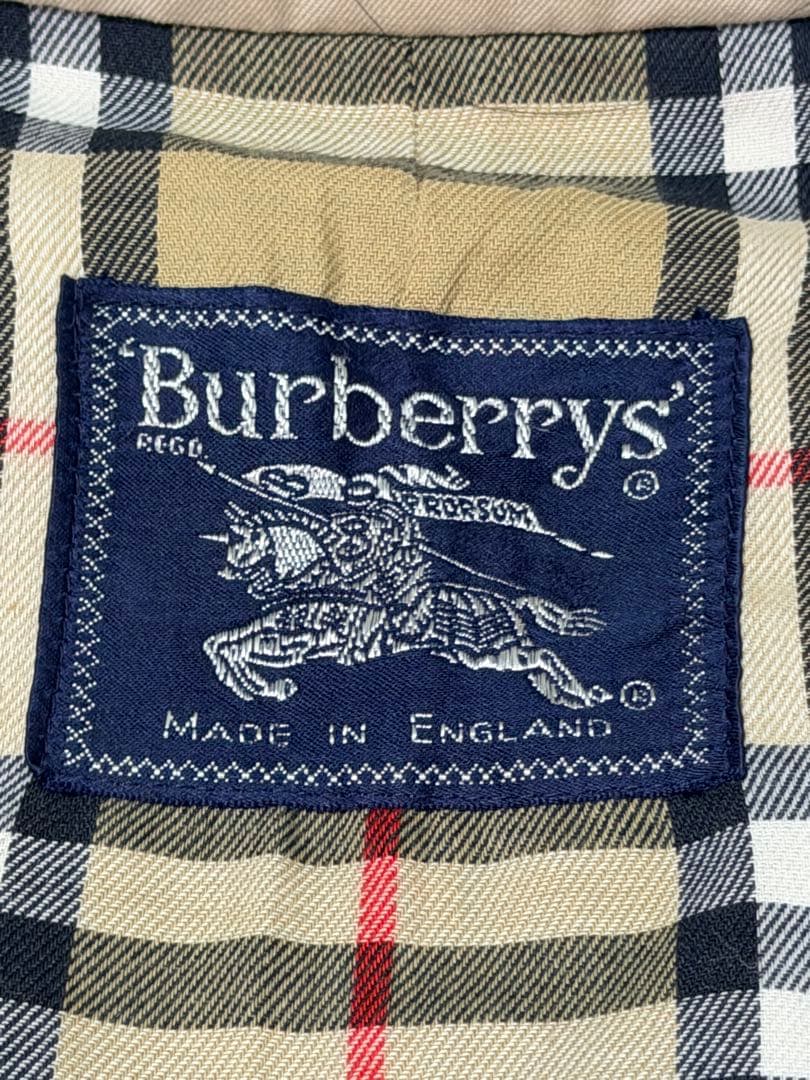 'Burberrys'
REGD. ®
PRORSUM
®
MADE IN ENGLAND